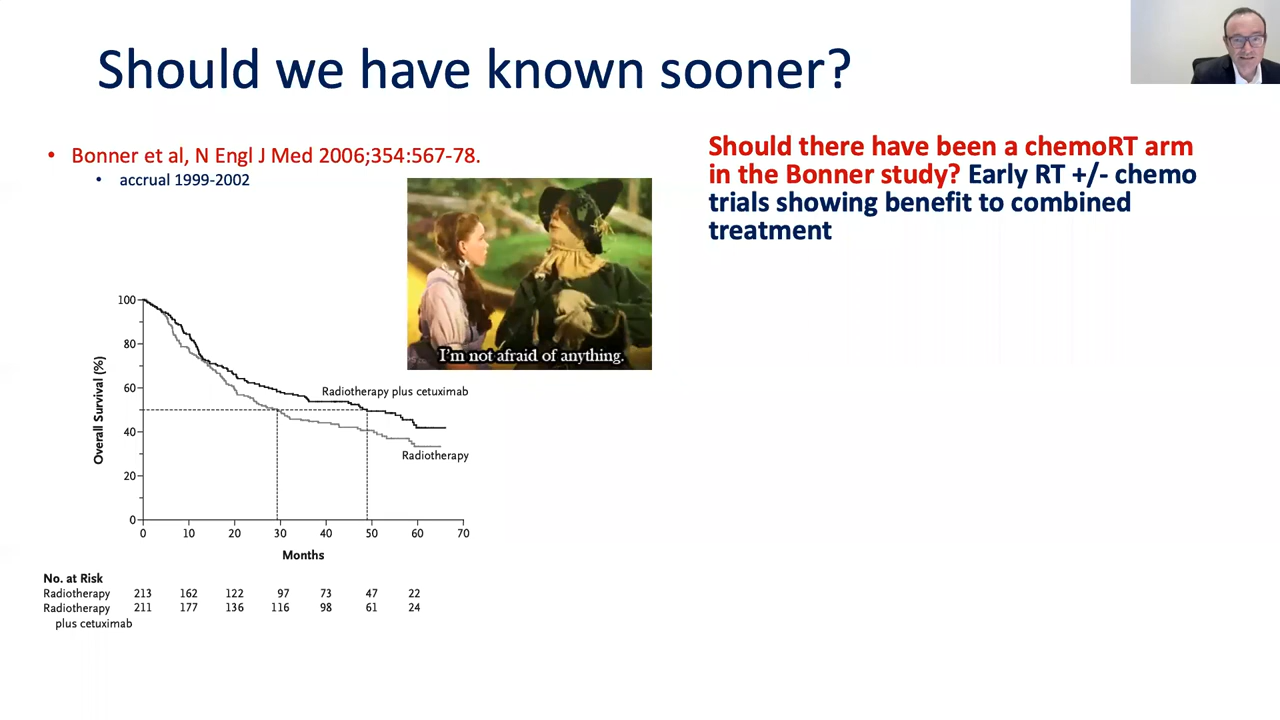 Should we have known sooner?
• Bonner et al, N Engl J Med 2006;354:567-78.
• accrual 1999-2002
I'm not afraid of anything.
Should there have been a chemoRT arm
in the Bonner study? Early RT +/- chemo
trials showing benefit to combined
treatment
Overall Survival (%)
100
80
60
40
20
0
Radiotherapy plus cetuximab
Radiotherapy
0 10 20 30 40 50 60 70
Months
No. at Risk
Radiotherapy 213 162 122 97 73 47 22
Radiotherapy 211 177 136 116 98 61 24
plus cetuximab